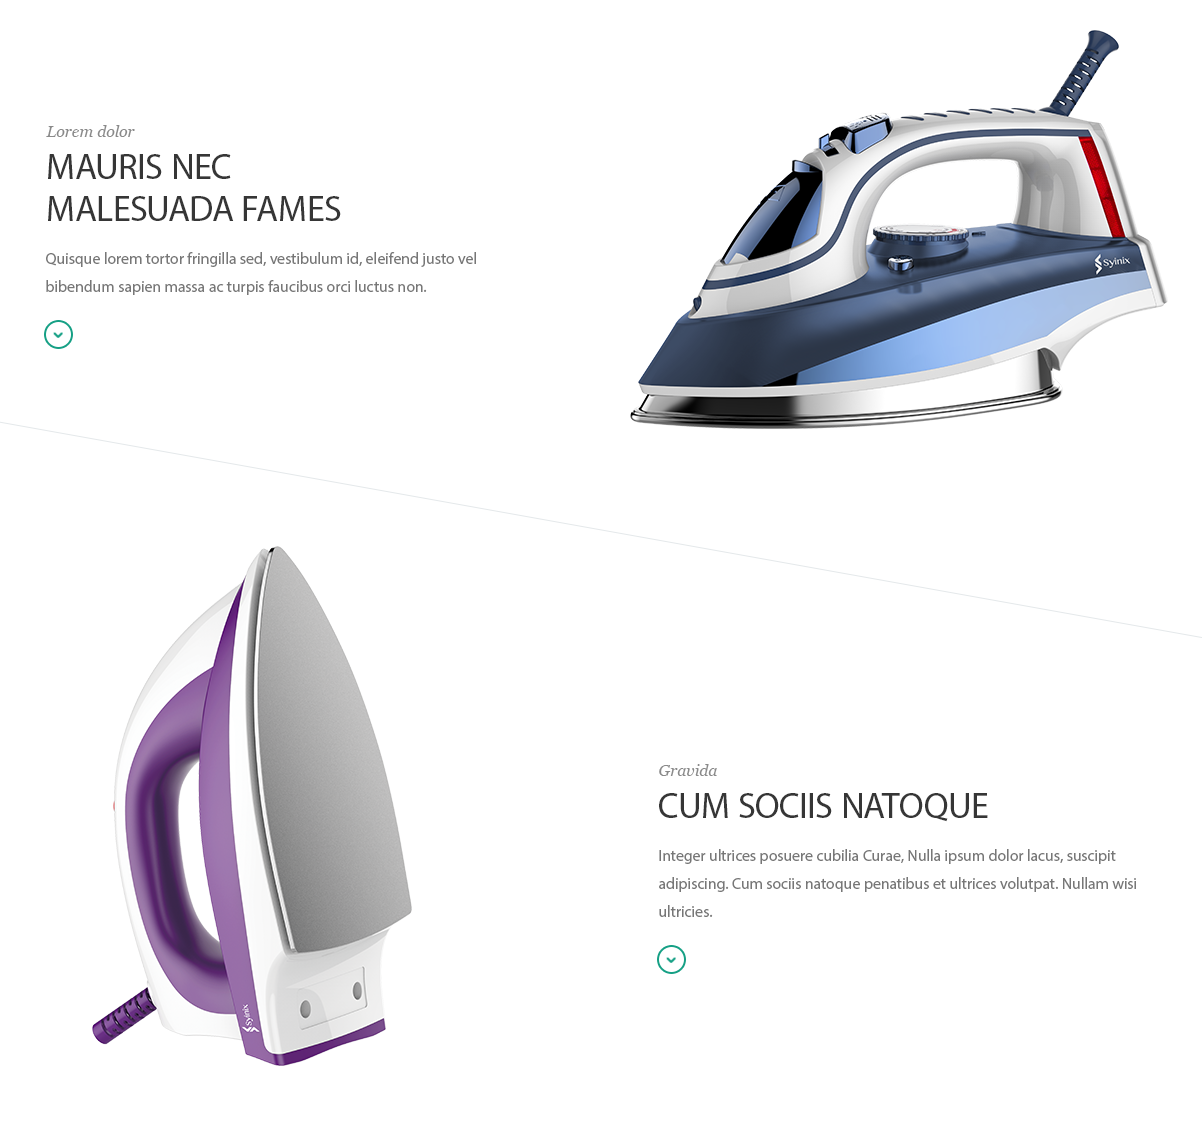 Lorem dolor
MAURIS NEC
MALESUADA FAMES
Quisque lorem tortor fringilla sed, vestibulum id, eleifend justo vel
bibendum sapien massa ac turpis faucibus orci luctus non.
Syinix
Syinix
Gravida
CUM SOCIIS NATOQUE
Integer ultrices posuere cubilia Curae, Nulla ipsum dolor lacus, suscipit
adipiscing. Cum sociis natoque penatibus et ultrices volutpat. Nullam wisi
ultricies.